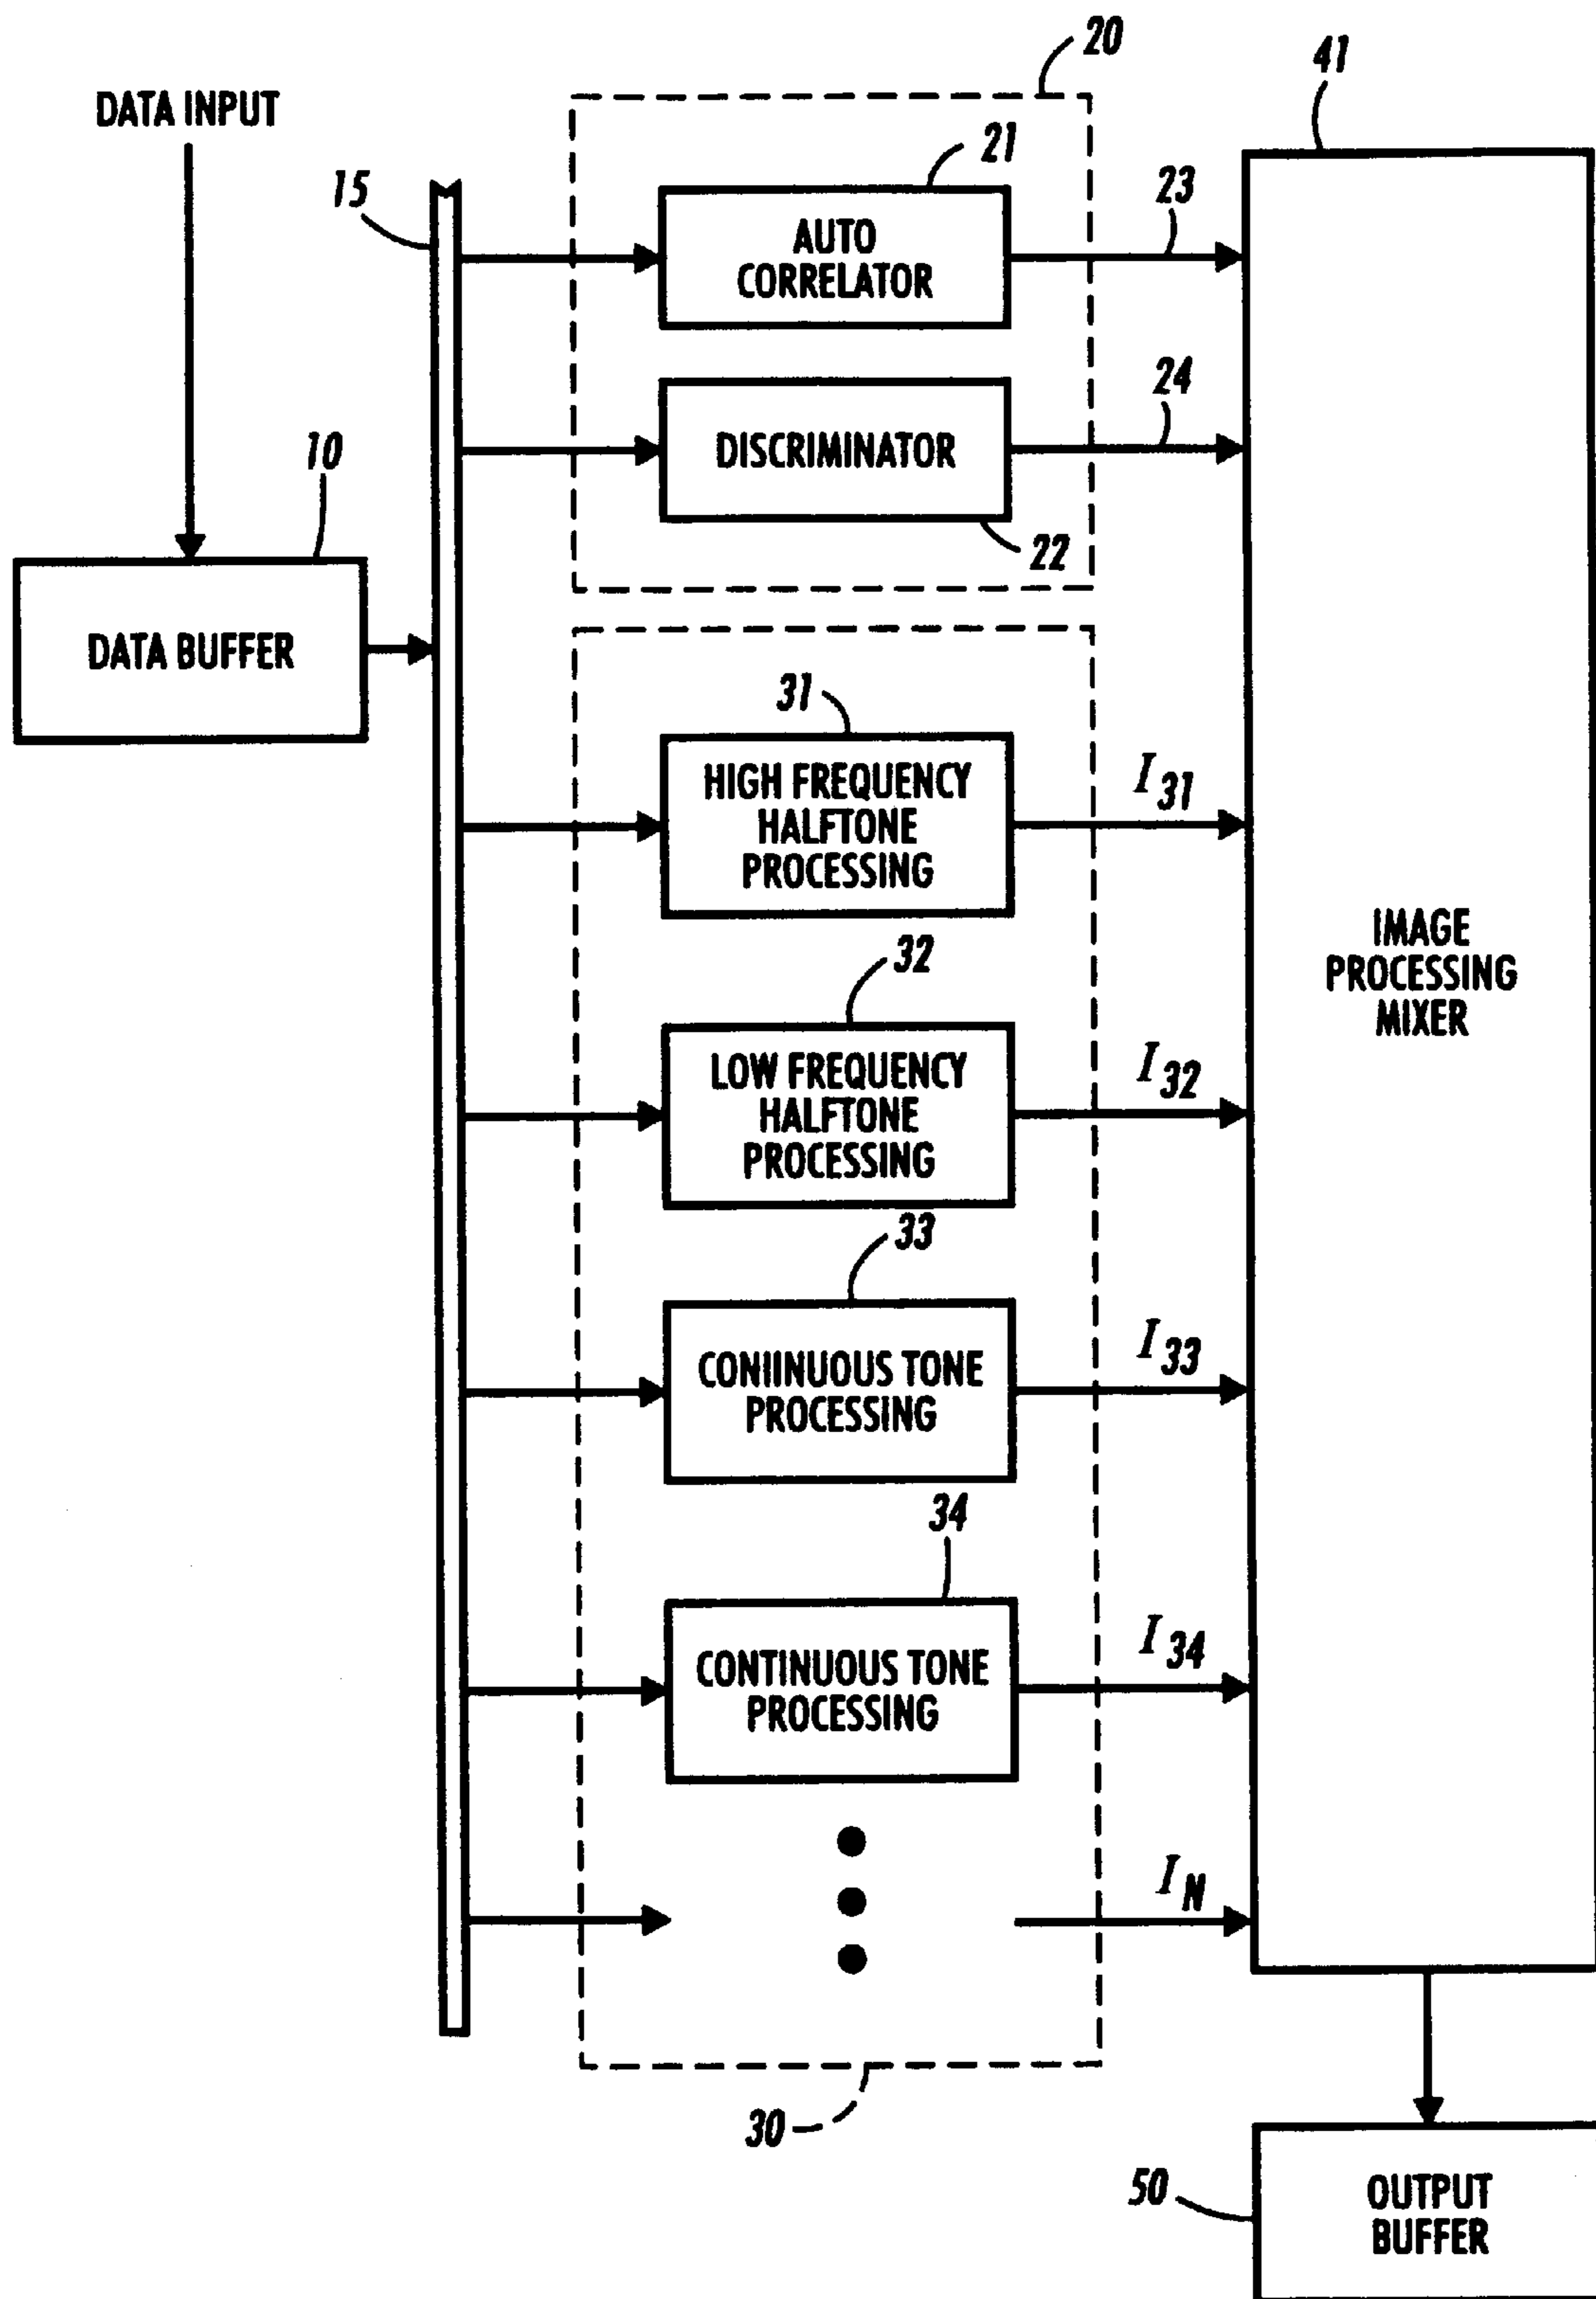 20
41
DATA INPUT
21
15
23
AUTO
CORRELATOR
24
DISCRIMINATOR
10
22
DATA BUFFER
31
HIGH FREQUENCY
HALFTONE
PROCESSING
I31
IMAGE
PROCESSING
MIXER
32
LOW FREQUENCY
HALFTONE
PROCESSING
I32
33
CONIINUOUS TONE
PROCESSING
I33
34
CONTINUOUS TONE
PROCESSING
I34
IN
30
50
OUTPUT
BUFFER